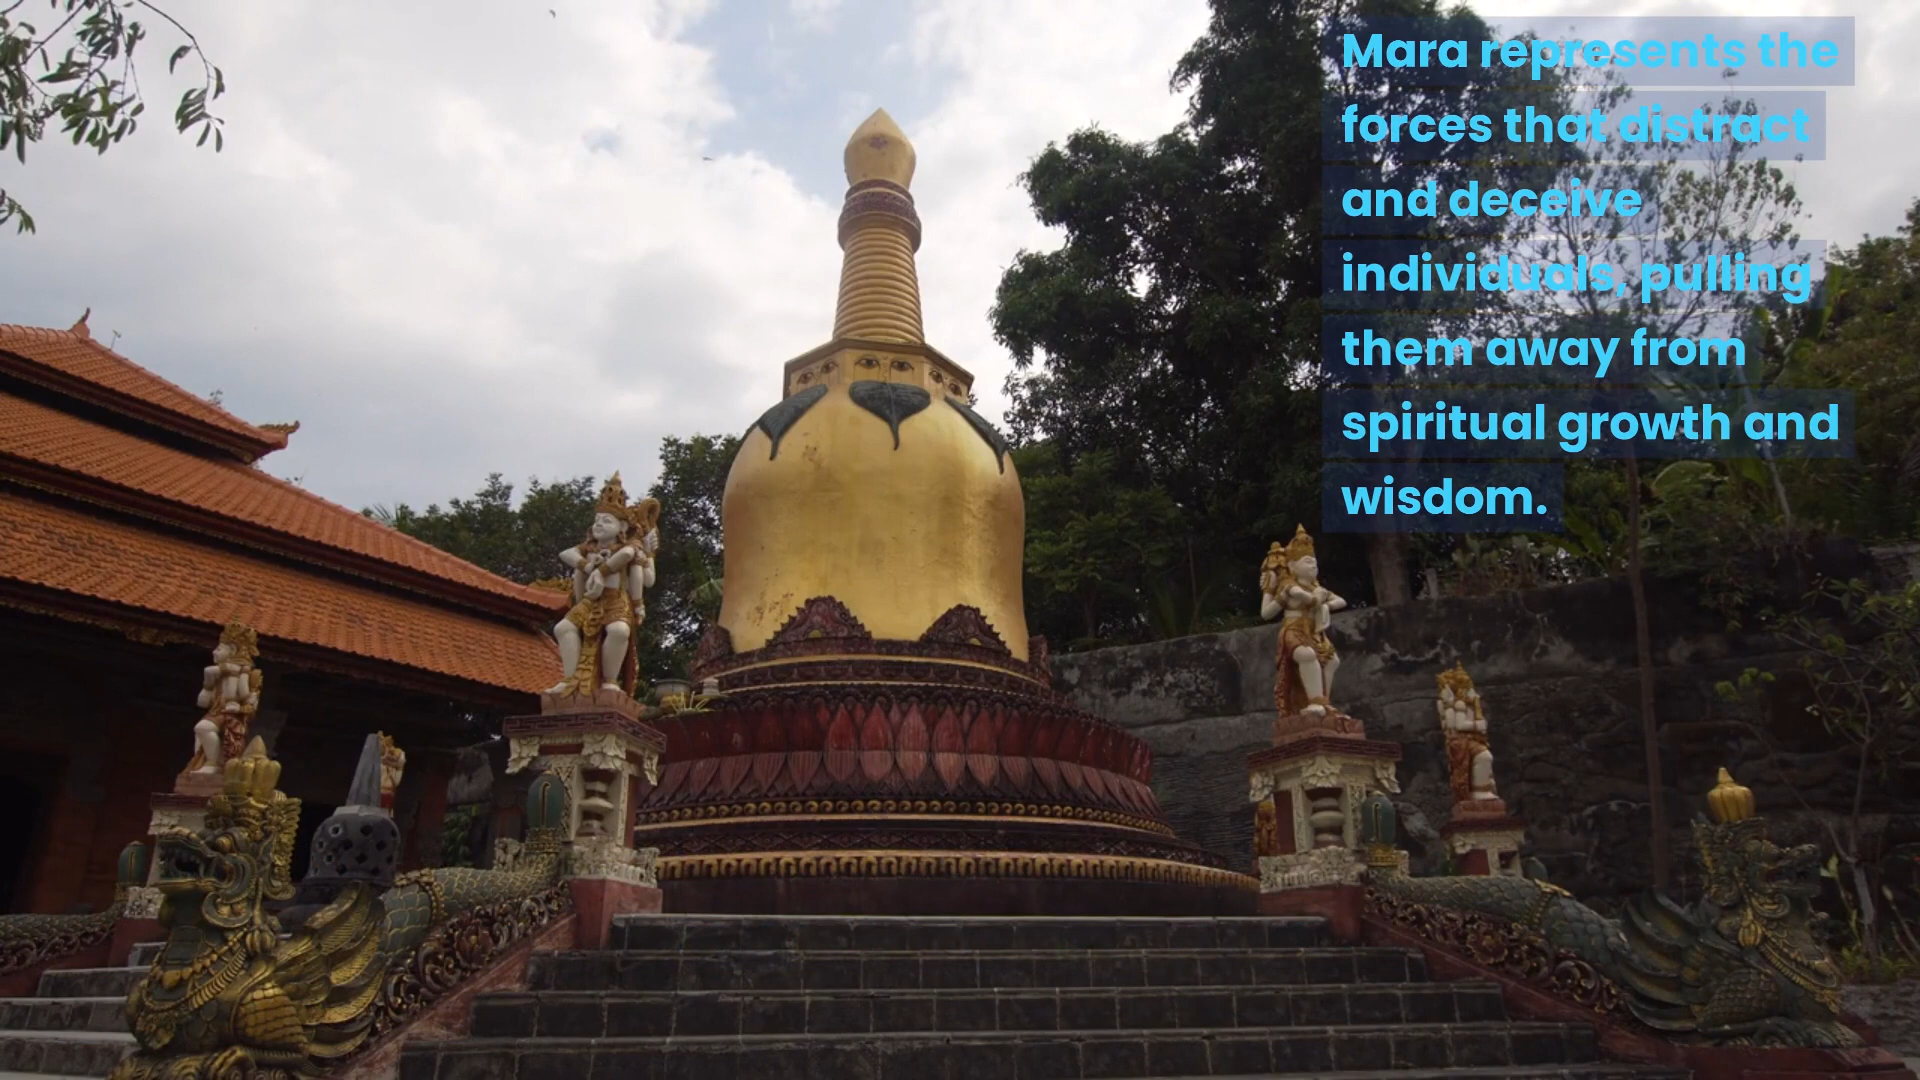 Mara represents the
forces that distract
and deceive
individuals, pulling
them away from
spiritual growth and
wisdom.